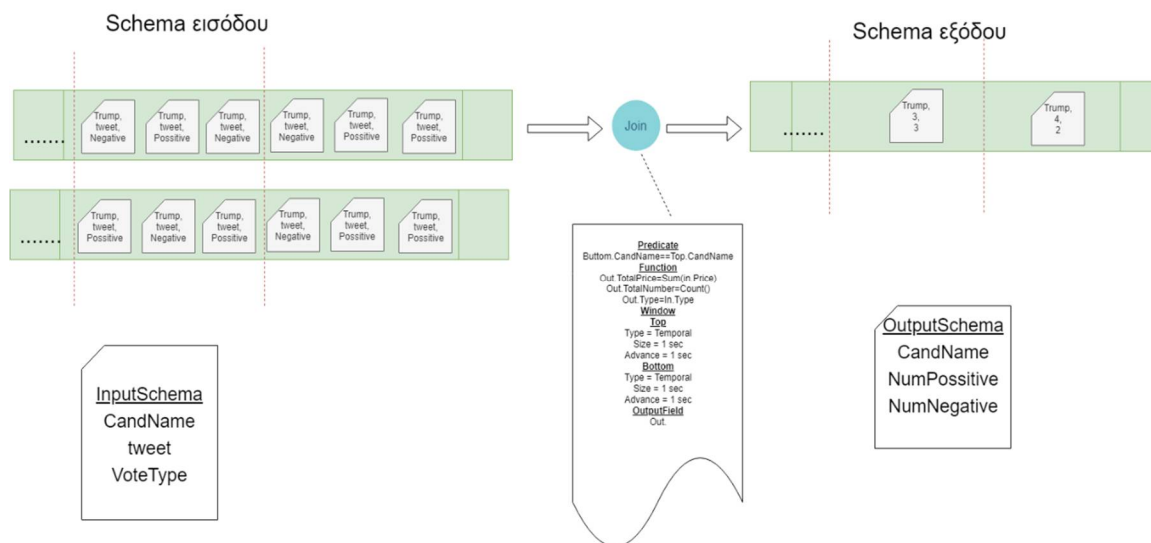 Schema εισόδου
Schema εξόδου
.......
Trump,
tweet,
Negative
Trump,
tweet,
Possitive
Trump,
tweet,
Negative
Trump,
tweet,
Negative
Trump,
tweet,
Possitive
Trump,
tweet,
Possitive
Join
.......
Trump,
3,
3
Trump,
4,
2
.......
Trump,
tweet,
Possitive
Trump,
tweet,
Negative
Trump,
tweet,
Possitive
Trump,
tweet,
Negative
Trump,
tweet,
Possitive
Trump,
tweet,
Possitive
Predicate
Buttom.CandName==Top.CandName
Function
Out.TotalPrice=Sum(in.Price)
Out.TotalNumber=Count()
Out.Type=In.Type
Window
Top
Type = Temporal
Size = 1 sec
Advance = 1 sec
Bottom
Type = Temporal
Size = 1 sec
Advance = 1 sec
OutputField
Out.
InputSchema
CandName
tweet
VoteType
OutputSchema
CandName
NumPossitive
NumNegative